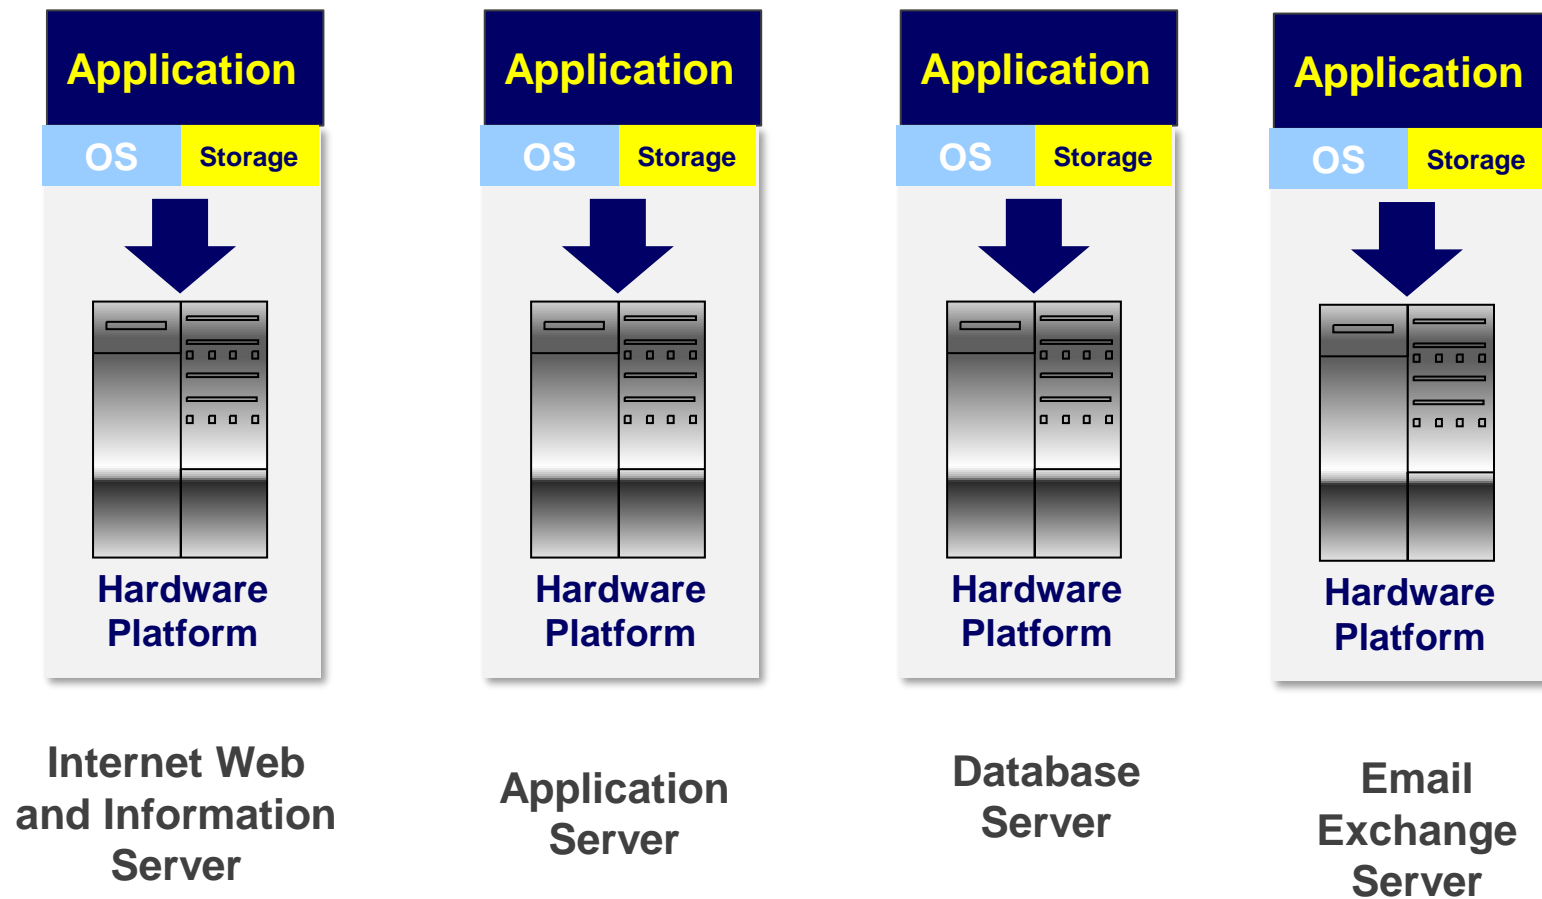 Application
OS Storage
Hardware
Platform
Internet Web
and Information
Server
Application
OS Storage
Hardware
Platform
Application
Server
Application
OS Storage
Hardware
Platform
Database
Server
Application
OS Storage
Hardware
Platform
Email
Exchange
Server